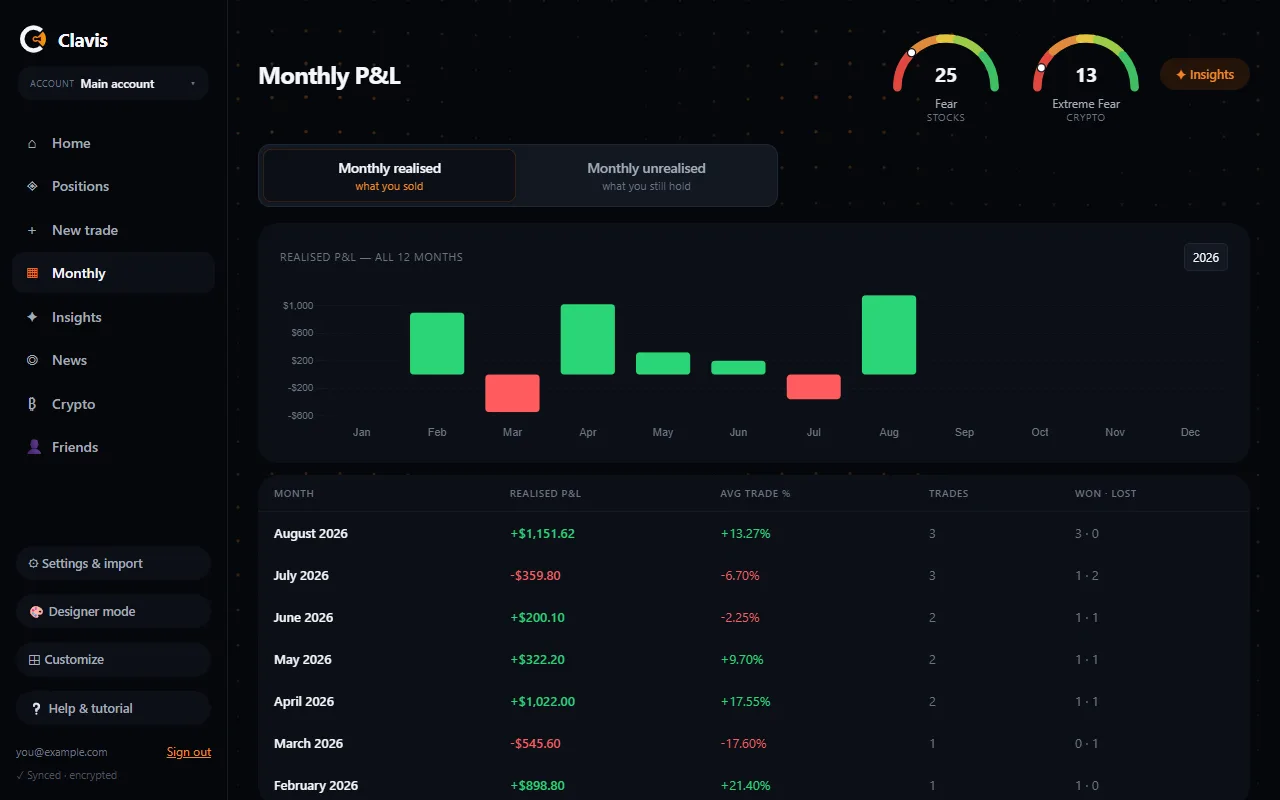 Clavis
ACCOUNT Main account
Home
Positions
New trade
Monthly
Insights
News
Crypto
Friends
Settings & import
Designer mode
Customize
Help & tutorial
you@example.com Sign out
✓ Synced · encrypted
Monthly P&L
25
Fear
STOCKS
13
Extreme Fear
CRYPTO
✦ Insights
Monthly realised
what you sold
Monthly unrealised
what you still hold
REALISED P&L — ALL 12 MONTHS
2026
$1,000
$600
$200
-$200
-$600
Jan Feb Mar Apr May Jun Jul Aug Sep Oct Nov Dec
MONTH REALISED P&L AVG TRADE % TRADES WON · LOST
August 2026 +$1,151.62 +13.27% 3 3 · 0
July 2026 -$359.80 -6.70% 3 1 · 2
June 2026 +$200.10 -2.25% 2 1 · 1
May 2026 +$322.20 +9.70% 2 1 · 1
April 2026 +$1,022.00 +17.55% 2 1 · 1
March 2026 -$545.60 -17.60% 1 0 · 1
February 2026 +$898.80 +21.40% 1 1 · 0